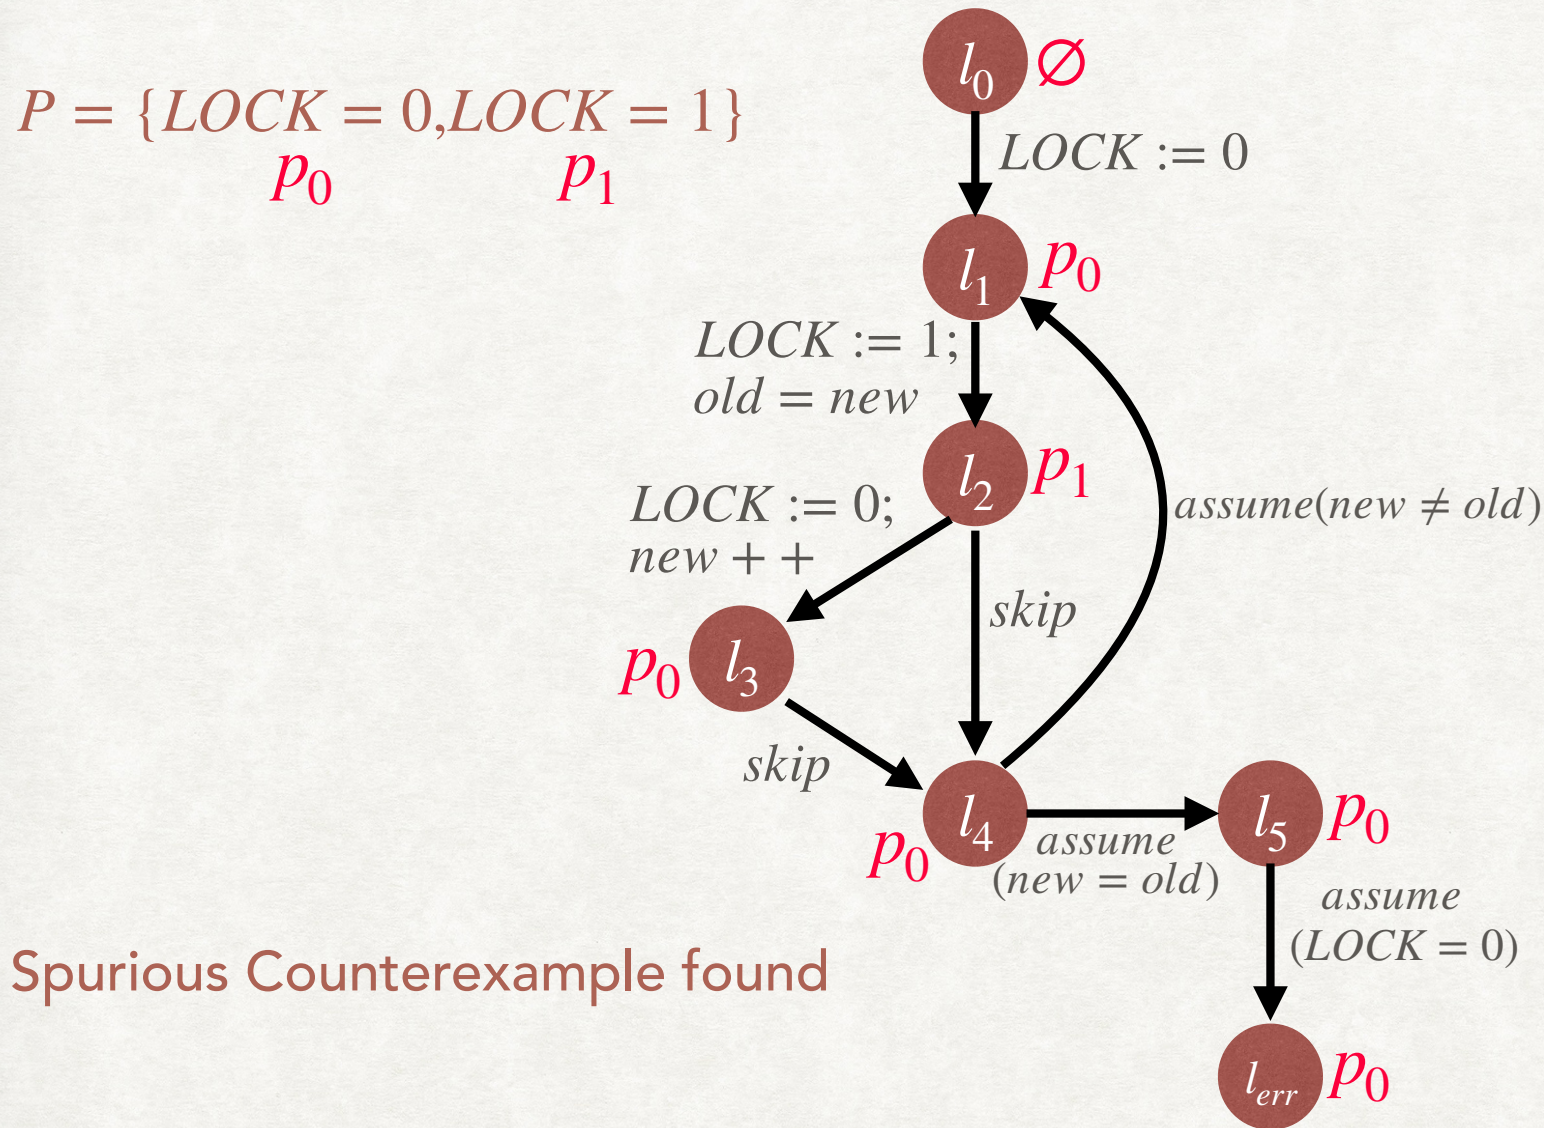 l₀ ∅
P = {LOCK = 0,LOCK = 1}
p₀ p₁
LOCK := 0
l₁ p₀
LOCK := 1;
old = new
l₂ p₁
LOCK := 0;
new + +
assume(new ≠ old)
skip
p₀ l₃
skip
p₀ l₄
assume
(new = old)
l₅ p₀
assume
(LOCK = 0)
Spurious Counterexample found
lₑᵣᵣ p₀